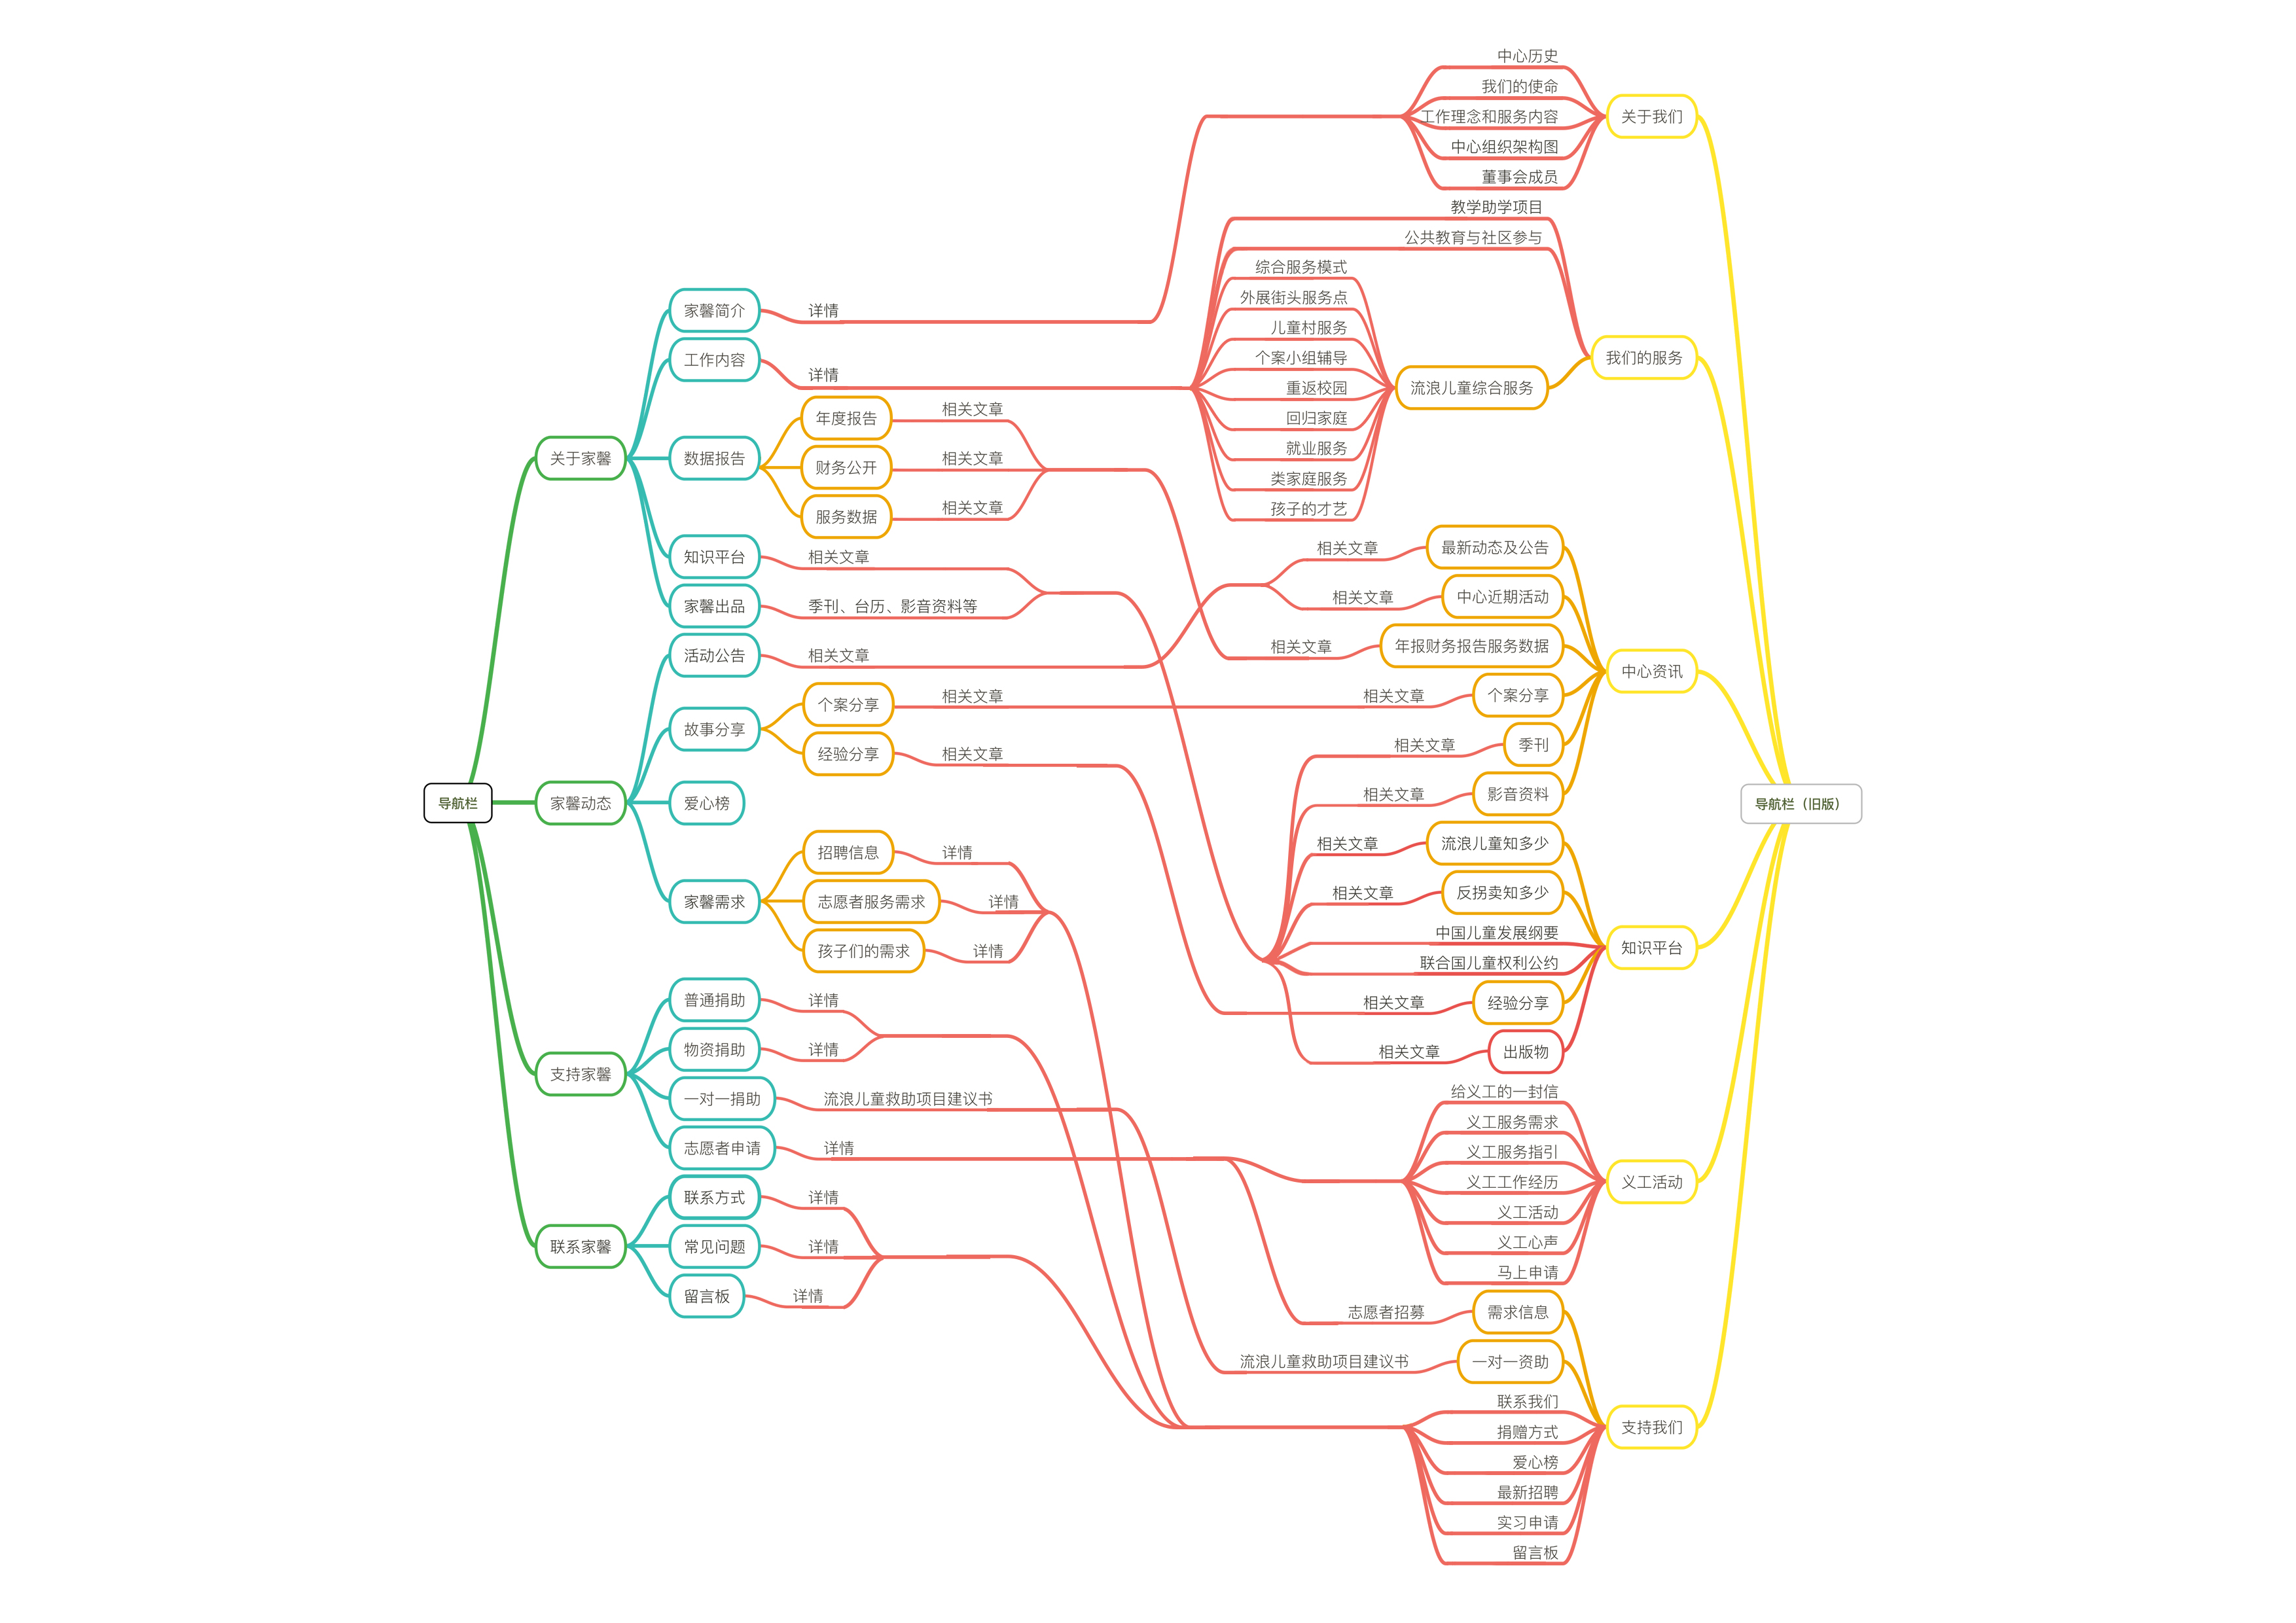 导航栏
关于家馨
家馨简介
详情
工作内容
详情
数据报告
年度报告
相关文章
财务公开
相关文章
服务数据
相关文章
知识平台
相关文章
家馨出品
季刊、台历、影音资料等
家馨动态
活动公告
相关文章
故事分享
个案分享
相关文章
经验分享
相关文章
爱心榜
家馨需求
招聘信息
详情
志愿者服务需求
详情
孩子们的需求
详情
支持家馨
普通捐助
详情
物资捐助
详情
一对一捐助
流浪儿童救助项目建议书
志愿者申请
详情
联系家馨
联系方式
详情
常见问题
详情
留言板
详情
导航栏（旧版）
关于我们
中心历史
我们的使命
工作理念和服务内容
中心组织架构图
董事会成员
我们的服务
教学助学项目
公共教育与社区参与
流浪儿童综合服务
综合服务模式
外展街头服务点
儿童村服务
个案小组辅导
重返校园
回归家庭
就业服务
类家庭服务
孩子的才艺
中心资讯
最新动态及公告
相关文章
中心近期活动
相关文章
年报财务报告服务数据
相关文章
个案分享
相关文章
季刊
相关文章
影音资料
相关文章
知识平台
流浪儿童知多少
相关文章
反拐卖知多少
相关文章
中国儿童发展纲要
联合国儿童权利公约
经验分享
相关文章
出版物
相关文章
义工活动
给义工的一封信
义工服务需求
义工服务指引
义工工作经历
义工活动
义工心声
马上申请
支持我们
需求信息
志愿者招募
一对一资助
流浪儿童救助项目建议书
联系我们
捐赠方式
爱心榜
最新招聘
实习申请
留言板